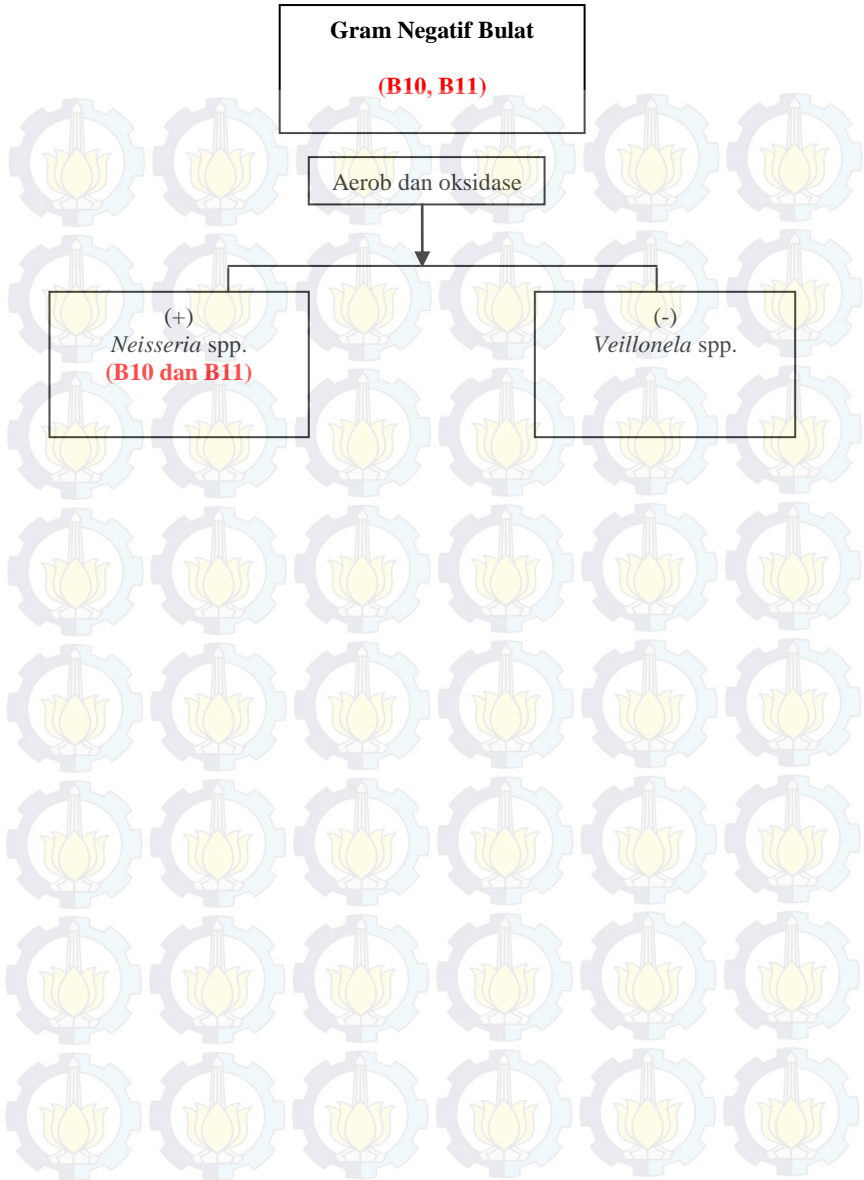 Gram Negatif Bulat
(B10, B11)
Aerob dan oksidase
(+)
Neisseria spp.
(B10 dan B11)
(-)
Veillonela spp.